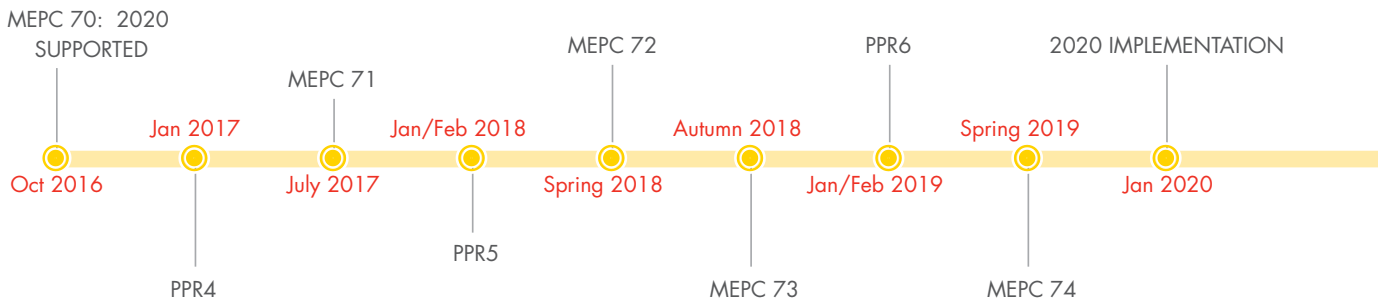 MEPC 70: 2020
SUPPORTED
Oct 2016
Jan 2017
PPR4
MEPC 71
July 2017
Jan/Feb 2018
PPR5
MEPC 72
Spring 2018
Autumn 2018
MEPC 73
PPR6
Jan/Feb 2019
Spring 2019
MEPC 74
2020 IMPLEMENTATION
Jan 2020